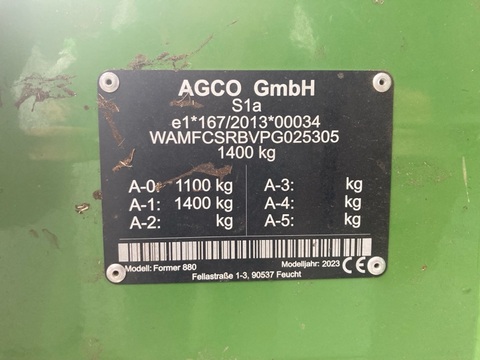 AGCO GmbH
S1a
e1*167/2013*00034
WAMFCSRBVPG025305
1400 kg
A-0: 1100 kg A-3: kg
A-1: 1400 kg A-4: kg
A-2: kg A-5: kg
Modell: Former 880 Modelljahr: 2023 CE
Fellastraße 1-3, 90537 Feucht